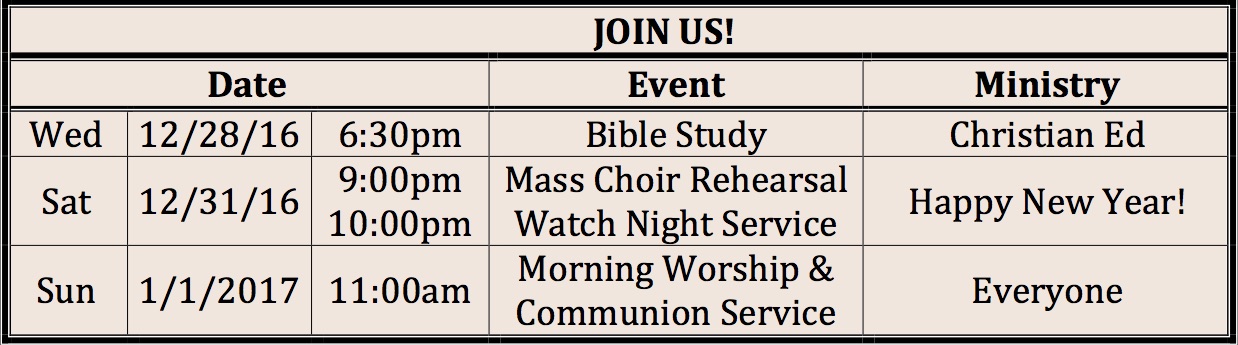 JOIN US!
Date Event Ministry
Wed 12/28/16 6:30pm Bible Study Christian Ed
Sat 12/31/16 9:00pm Mass Choir Rehearsal Happy New Year!
10:00pm Watch Night Service
Sun 1/1/2017 11:00am Morning Worship & Everyone
Communion Service